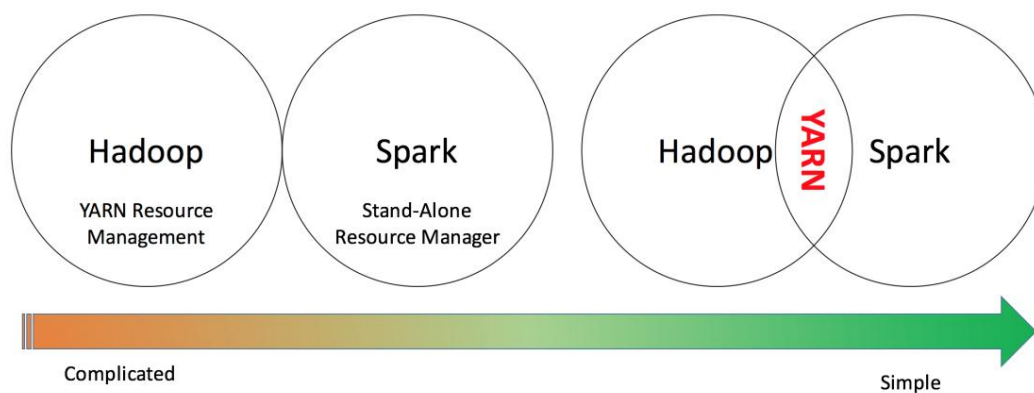 Hadoop
YARN Resource
Management
Spark
Stand-Alone
Resource Manager
Hadoop
YARN
Spark
Complicated
Simple